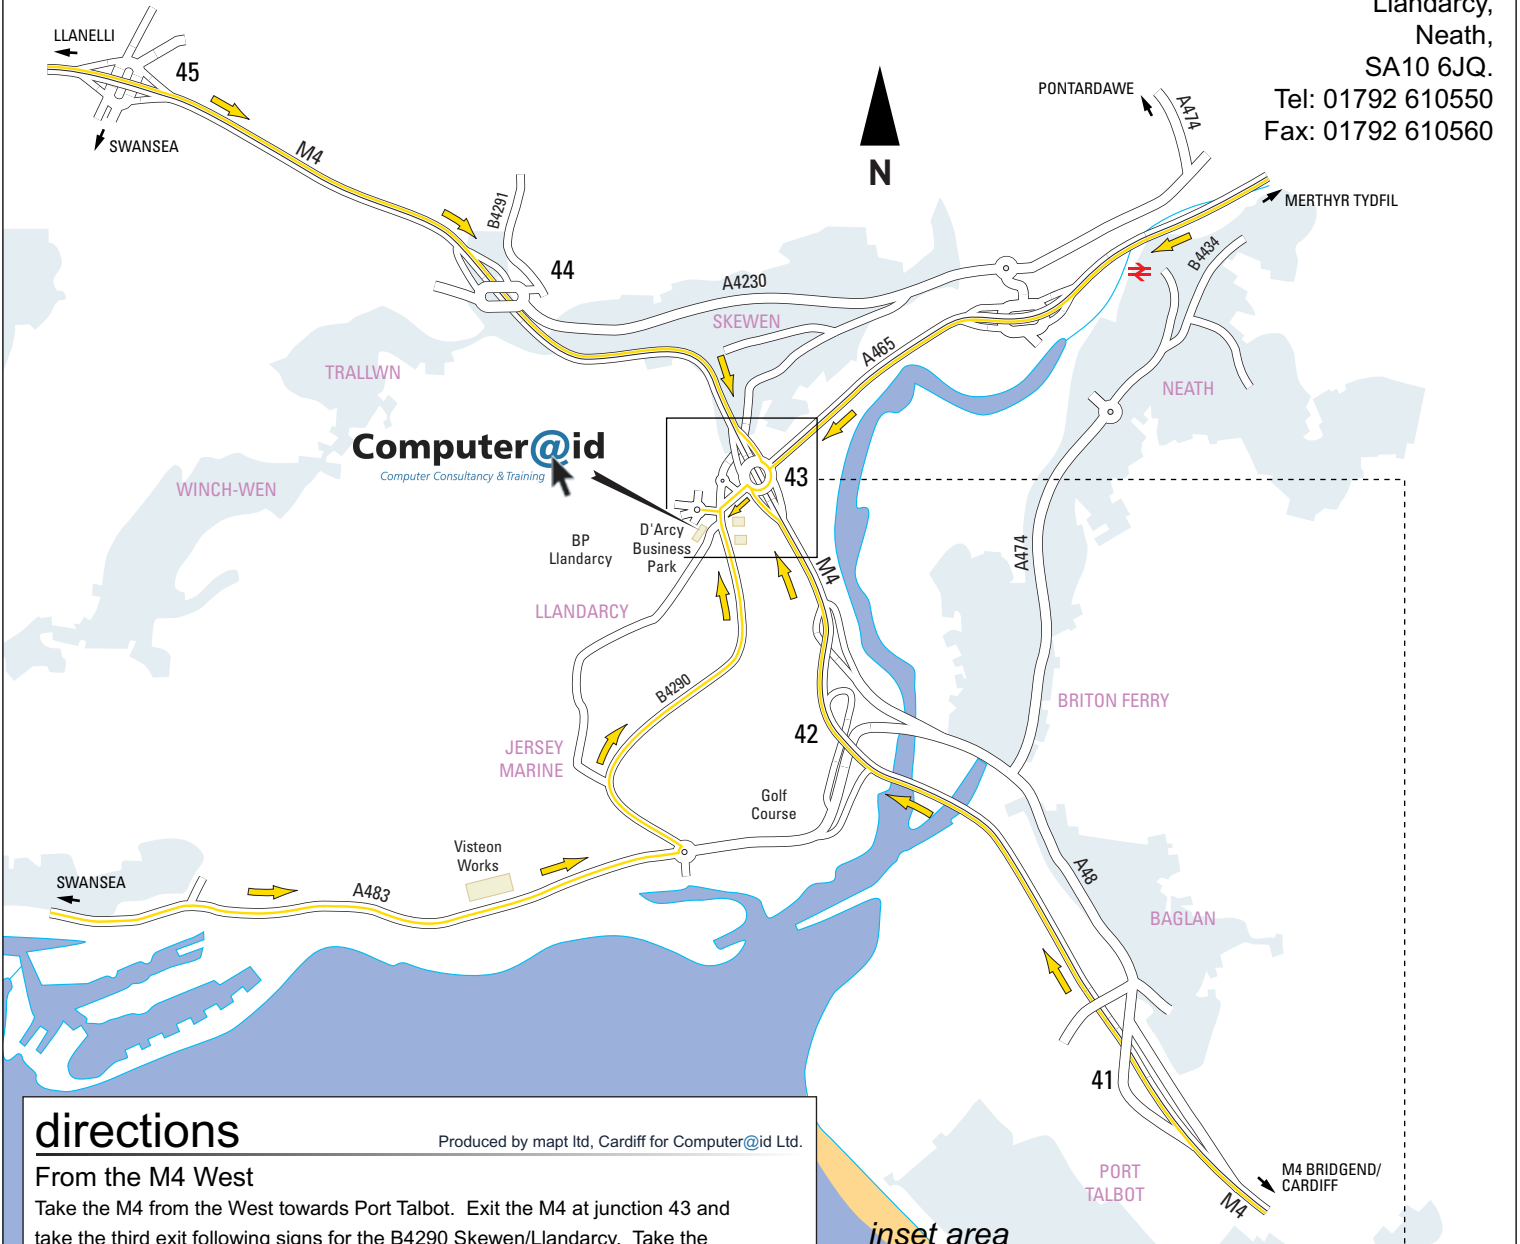 Llandarcy,
Neath,
SA10 6JQ.
Tel: 01792 610550
Fax: 01792 610560
LLANELLI
45
SWANSEA
M4
B4291
44
N
PONTARDAWE
A474
MERTHYR TYDFIL
B4434
A4230
SKEWEN
A465
TRALLWN
NEATH
Computer@id
Computer Consultancy & Training
WINCH-WEN
43
BP
Llandarcy
D'Arcy
Business
Park
M4
A474
LLANDARCY
B4290
BRITON FERRY
42
JERSEY
MARINE
Golf
Course
Visteon
Works
SWANSEA
A483
A48
BAGLAN
41
PORT
TALBOT
M4 BRIDGEND/
CARDIFF
M4
inset area
directions
Produced by mapt ltd, Cardiff for Computer@id Ltd.
From the M4 West
Take the M4 from the West towards Port Talbot. Exit the M4 at junction 43 and
take the third exit following signs for the B4290 Skewen/Llandarcy. Take the